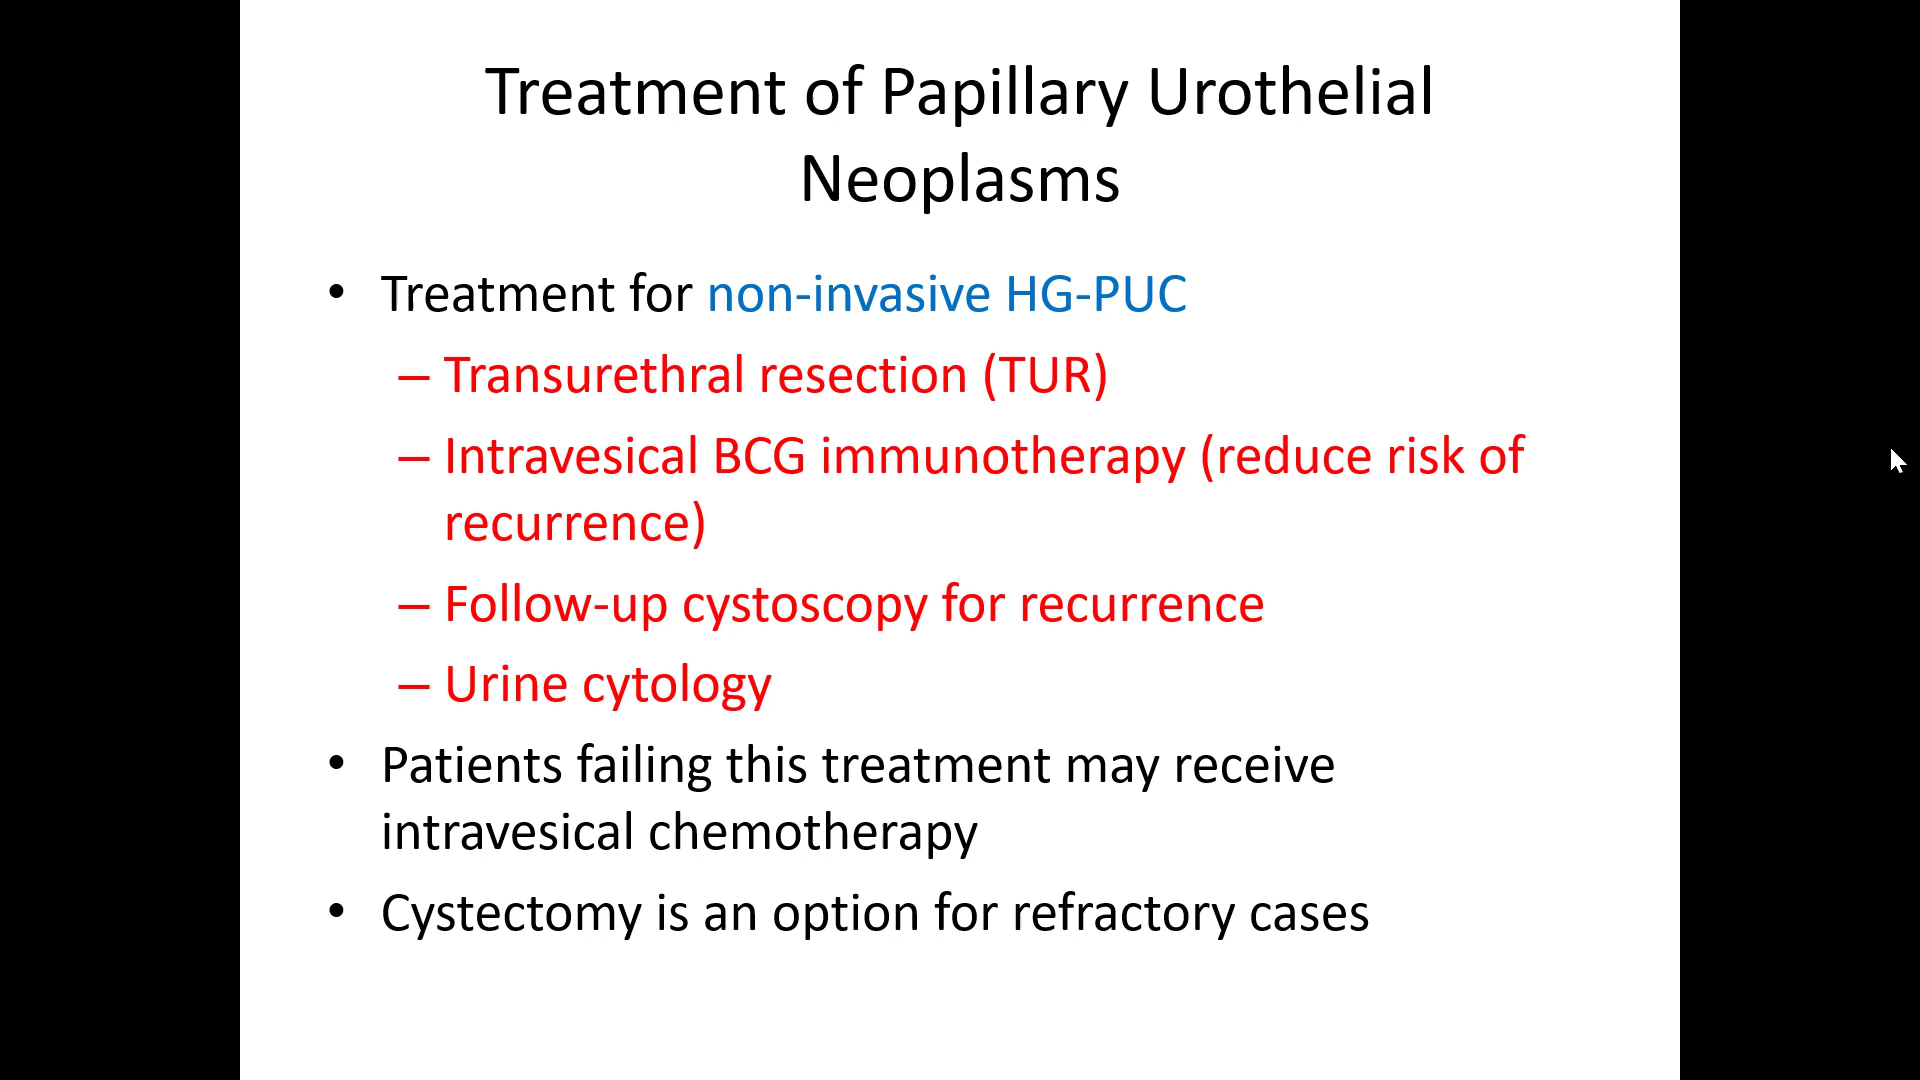 Treatment of Papillary Urothelial
Neoplasms
• Treatment for non-invasive HG-PUC
– Transurethral resection (TUR)
– Intravesical BCG immunotherapy (reduce risk of
recurrence)
– Follow-up cystoscopy for recurrence
– Urine cytology
• Patients failing this treatment may receive
intravesical chemotherapy
• Cystectomy is an option for refractory cases